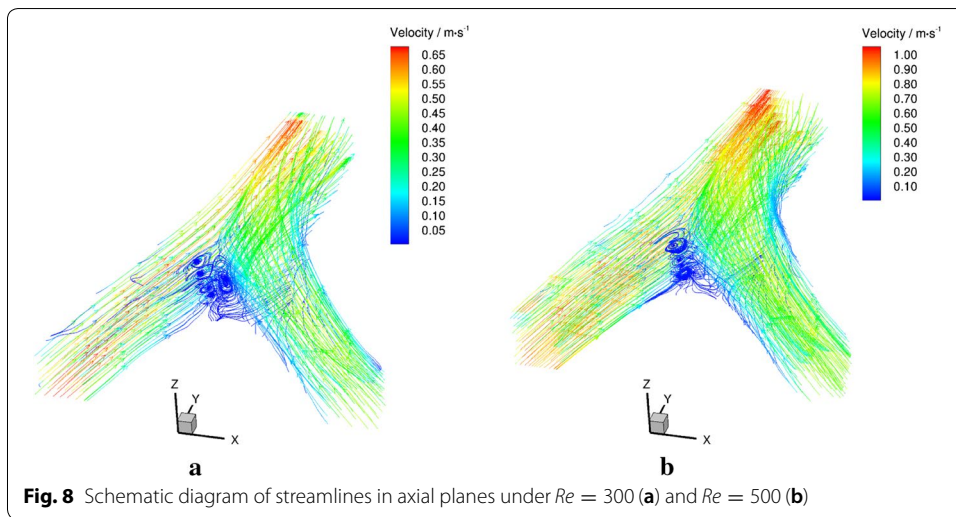 Velocity / m·s⁻¹
0.65
0.60
0.55
0.50
0.45
0.40
0.35
0.30
0.25
0.20
0.15
0.10
0.05
Z
Y
X
a
Velocity / m·s⁻¹
1.00
0.90
0.80
0.70
0.60
0.50
0.40
0.30
0.20
0.10
Z
Y
X
b
Fig. 8 Schematic diagram of streamlines in axial planes under Re = 300 (a) and Re = 500 (b)